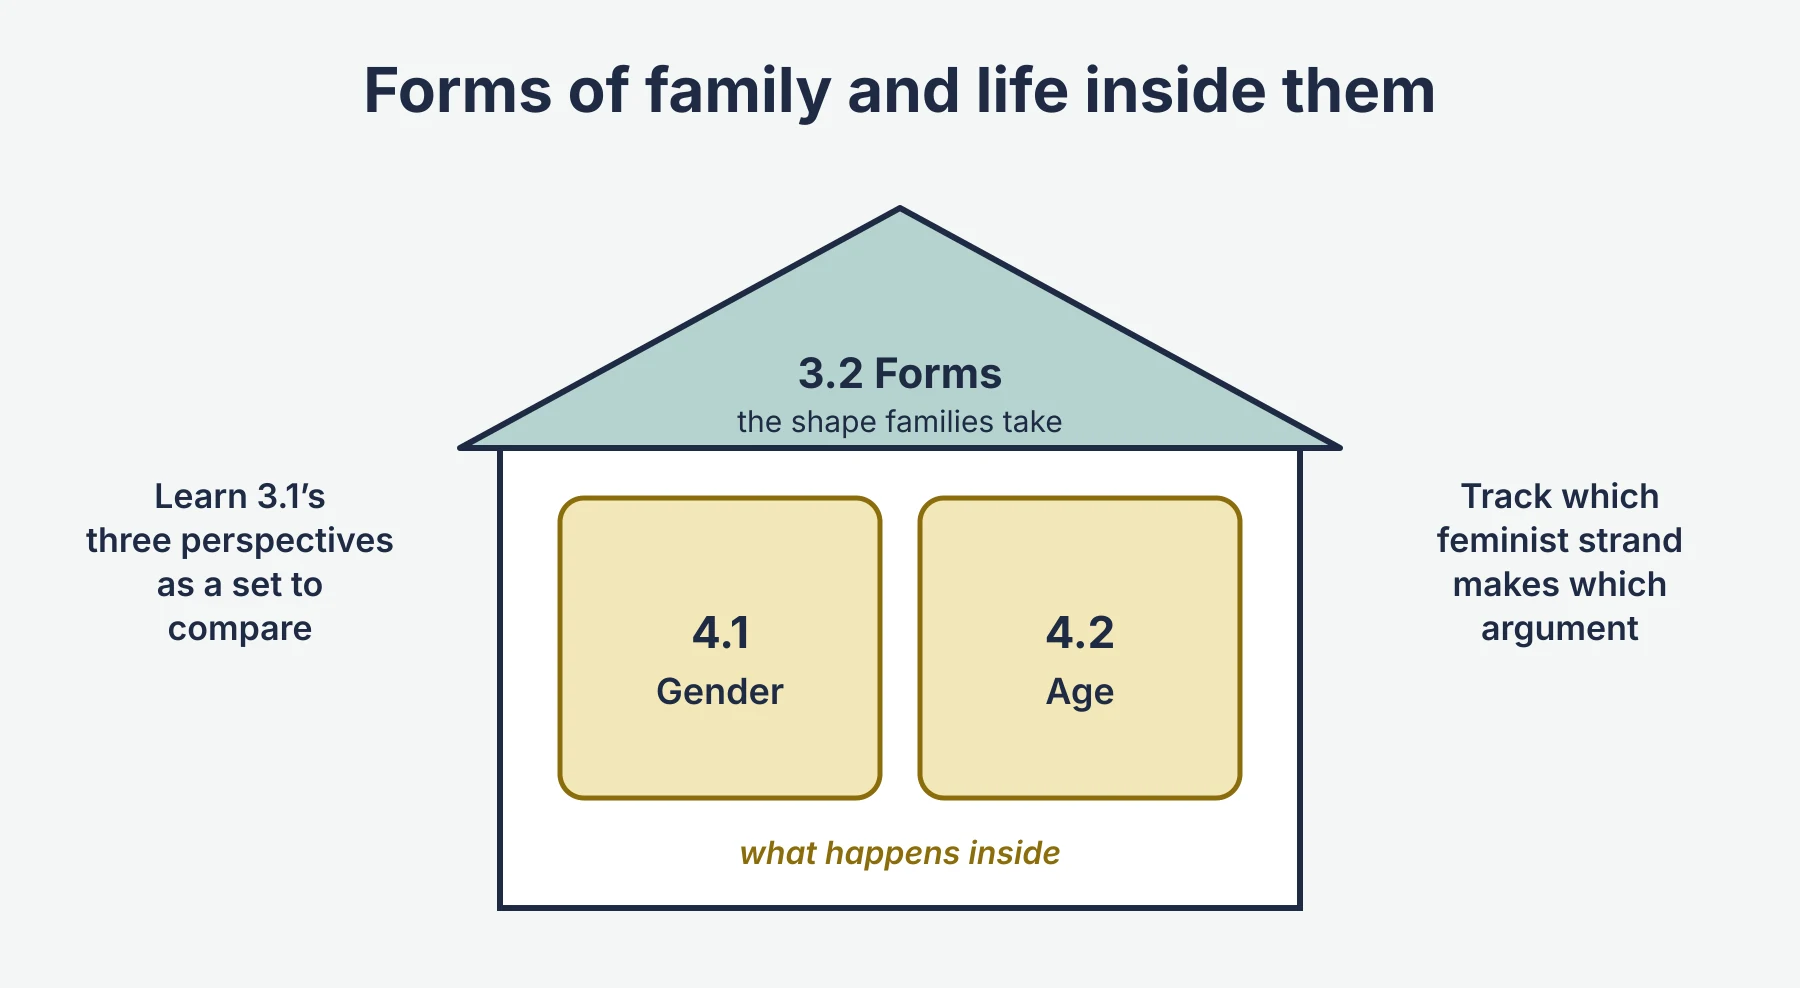 Forms of family and life inside them
3.2 Forms
the shape families take
Learn 3.1’s
three perspectives
as a set to
compare
4.1
Gender
4.2
Age
what happens inside
Track which
feminist strand
makes which
argument